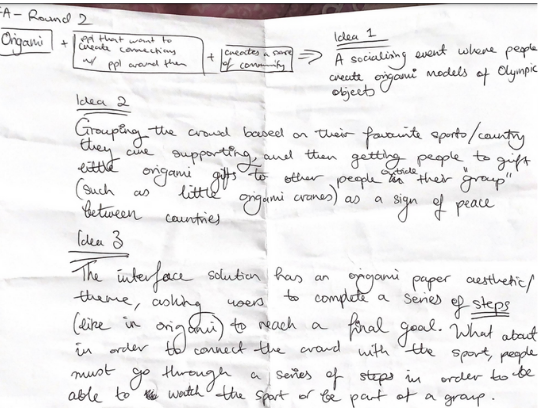 FA - Round 2
Origami + ppl that want to create connections w/ ppl around them + creates a sense of community ⇒
Idea 1
A socialising event where people
create origami models of Olympic
object
Idea 2
Grouping the crowd based on their favourite sports/country
they are supporting, and then getting people to gift
little origami gifts to other people outside their "group"
(such as little origami cranes) as a sign of peace
between countries
Idea 3
The interface solution has an origami paper aesthetic/
theme, asking users to complete a series of steps
(like in origami) to reach a final goal. What about
in order to connect the crowd with the sport, people
must go through a series of steps in order to be
able to watch the sport or be part of a group.